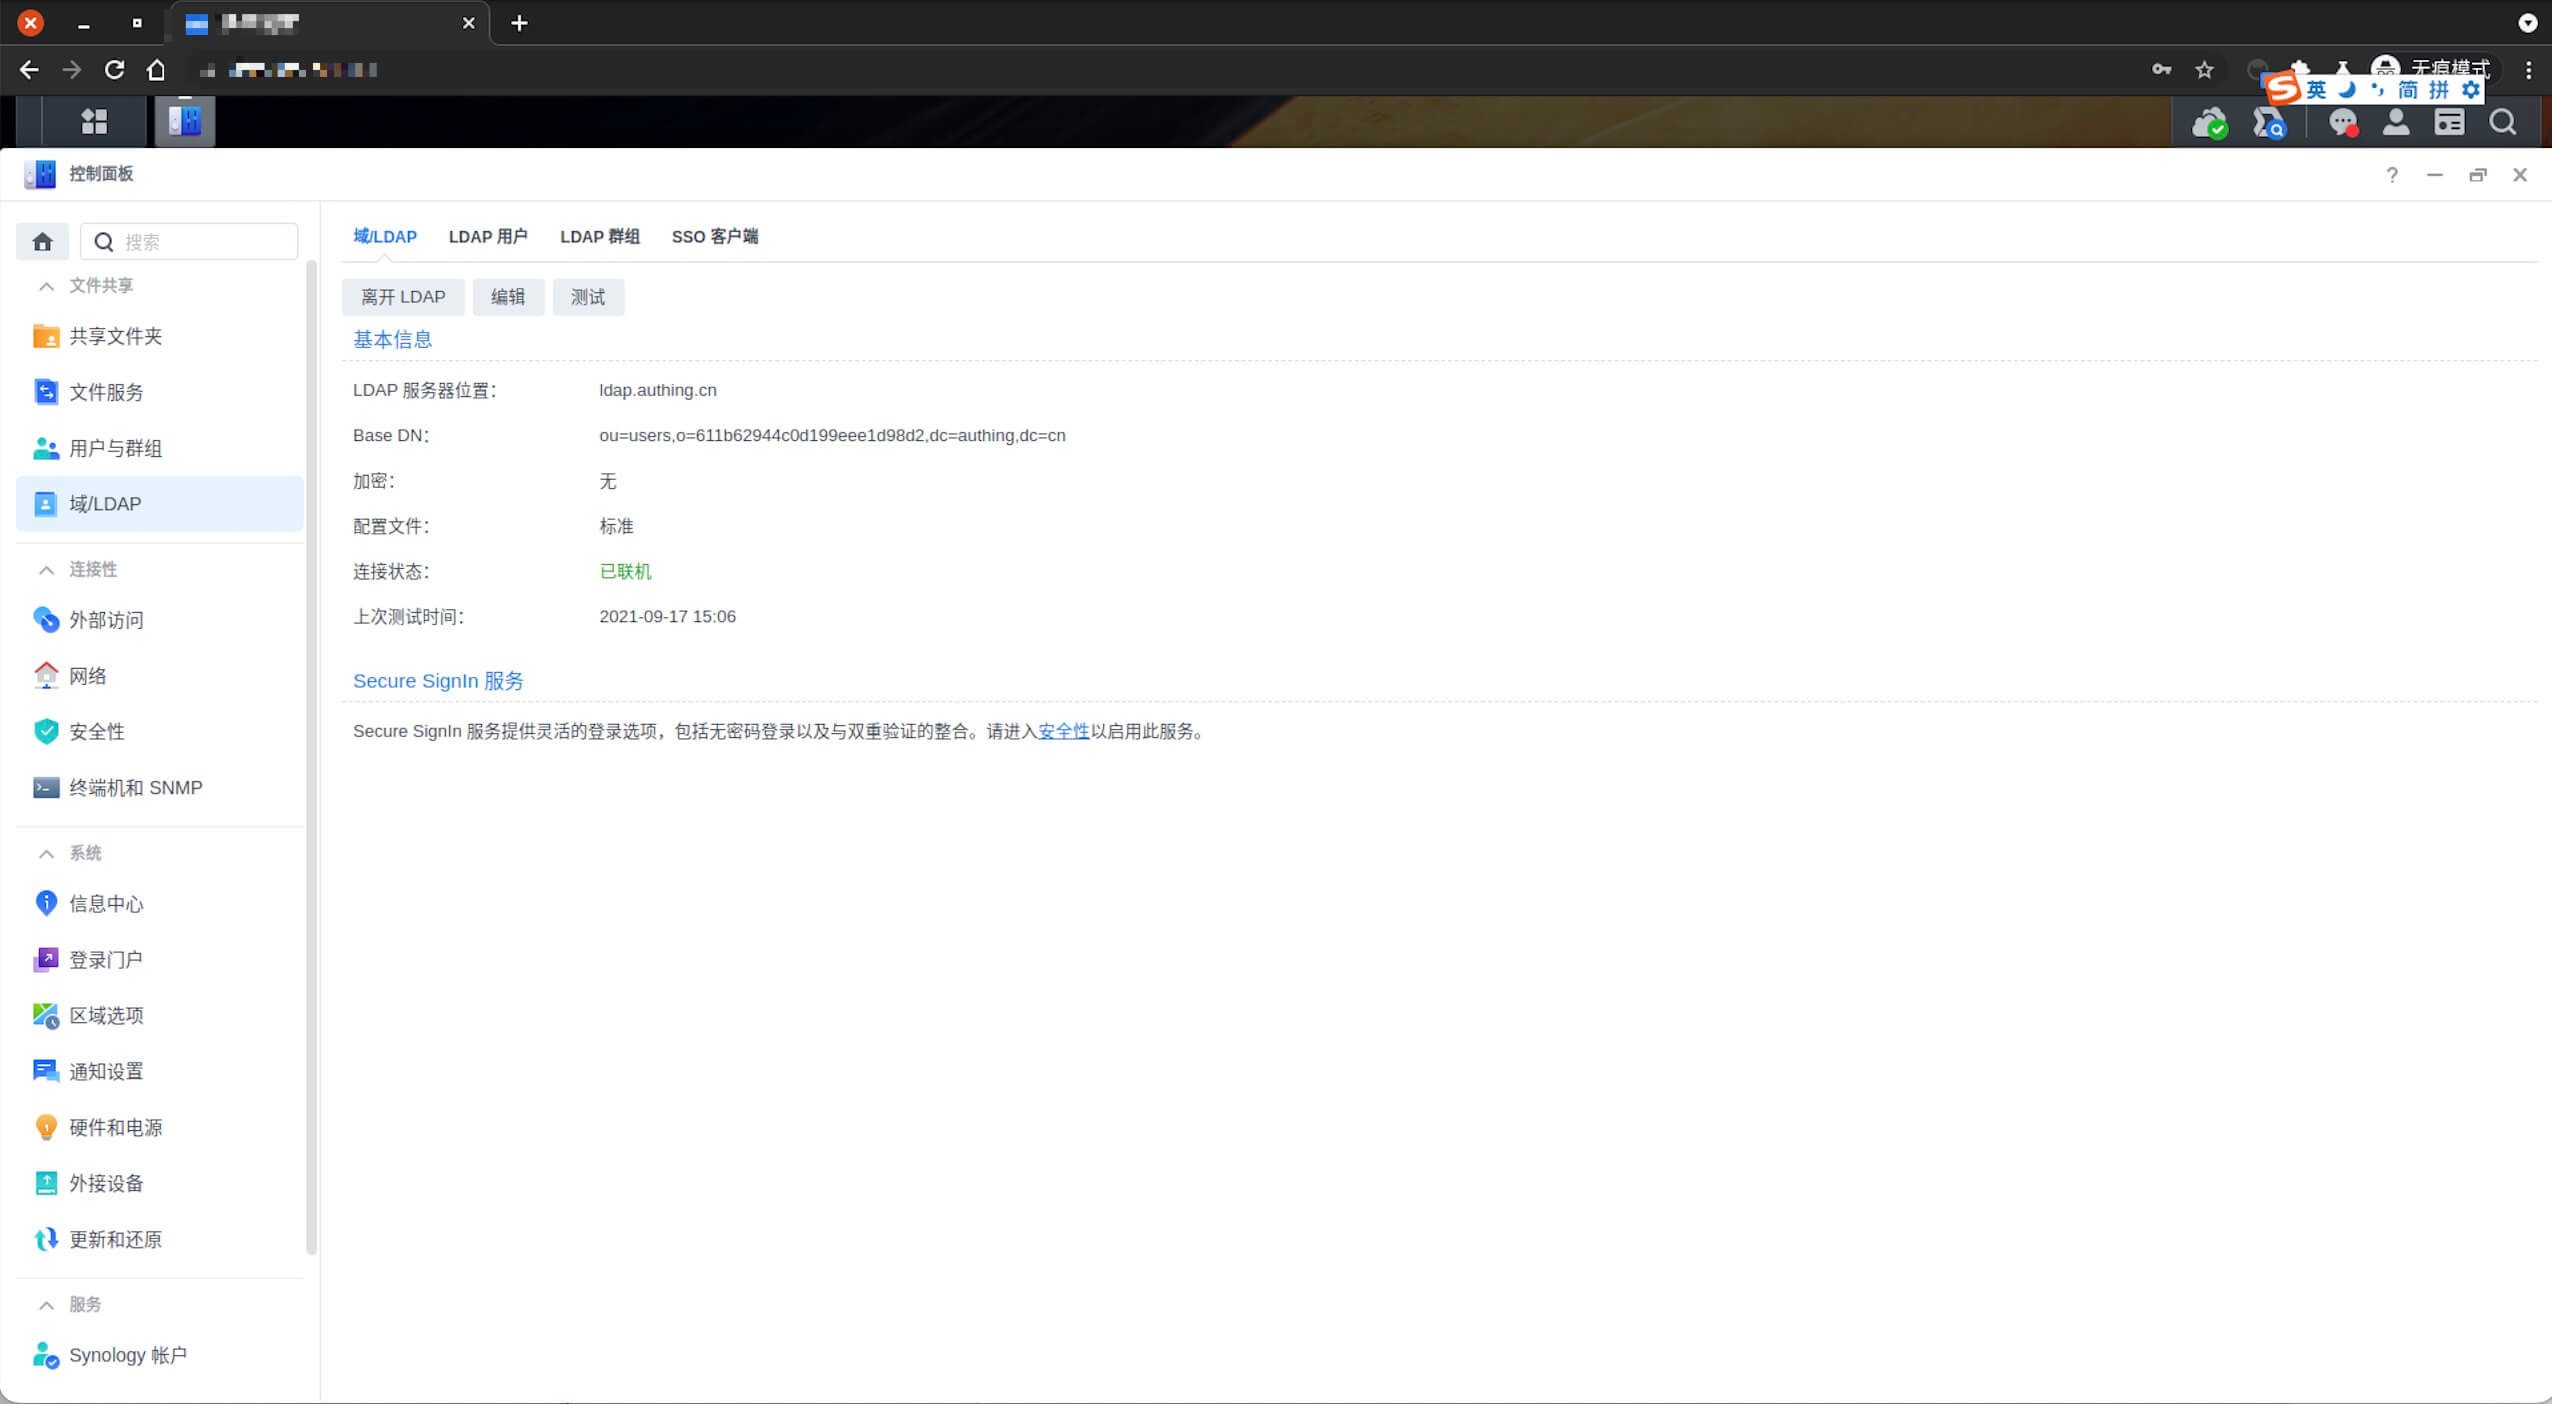 无痕模式
英 简 拼
控制面板
搜索
文件共享
共享文件夹
文件服务
用户与群组
域/LDAP
连接性
外部访问
网络
安全性
终端机和 SNMP
系统
信息中心
登录门户
区域选项
通知设置
硬件和电源
外接设备
更新和还原
服务
Synology 帐户
域/LDAP LDAP 用户 LDAP 群组 SSO 客户端
离开 LDAP 编辑 测试
基本信息
LDAP 服务器位置： ldap.authing.cn
Base DN： ou=users,o=611b62944c0d199eee1d98d2,dc=authing,dc=cn
加密： 无
配置文件： 标准
连接状态： 已联机
上次测试时间： 2021-09-17 15:06
Secure SignIn 服务
Secure SignIn 服务提供灵活的登录选项，包括无密码登录以及与双重验证的整合。请进入安全性以启用此服务。